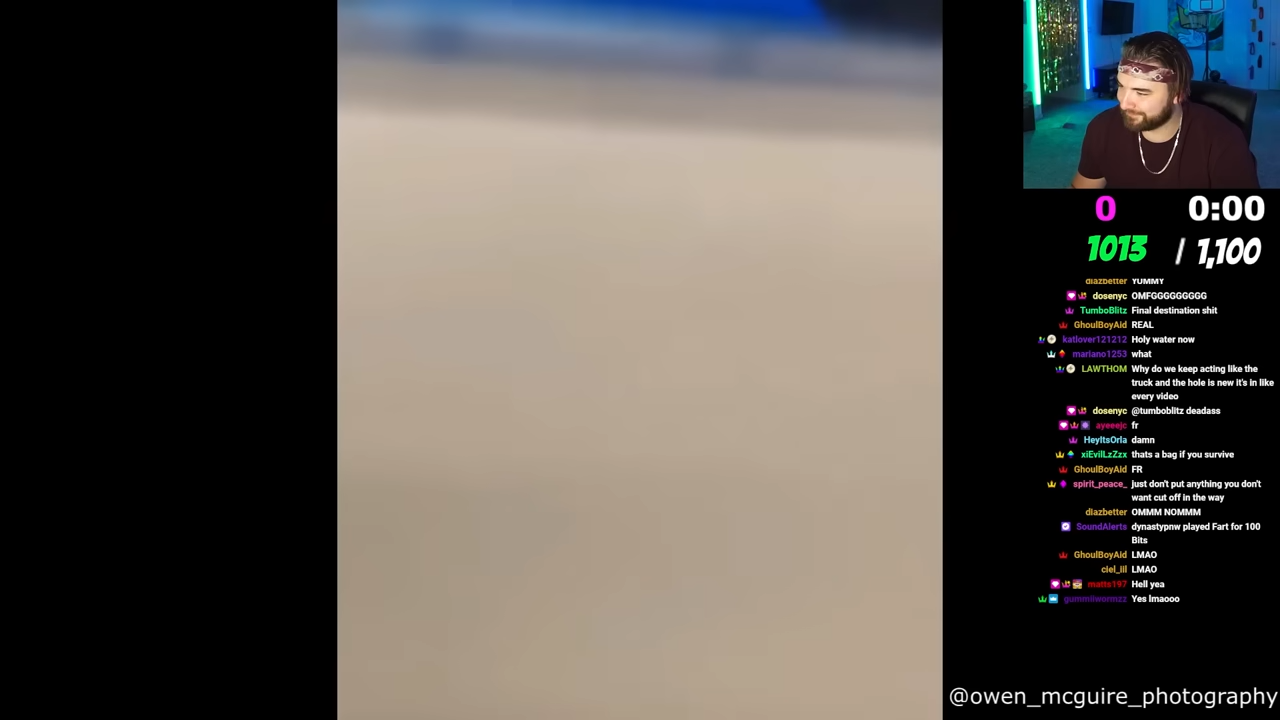 0 0:00
1013 / 1,100
diazbetter YUMMY
dosenyc OMFGGGGGGGGG
TumboBlitz Final destination shit
GhoulBoyAid REAL
katlover121212 Holy water now
mariano1253 what
LAWTHOM Why do we keep acting like the
truck and the hole is new it's in like
every video
dosenyc @tumboblitz deadass
ayeeejc fr
HeyItsOrla damn
xiEvilLzZzx thats a bag if you survive
GhoulBoyAid FR
spirit_peace_ just don't put anything you don't
want cut off in the way
diazbetter OMMM NOMMM
SoundAlerts dynastypnw played Fart for 100
Bits
GhoulBoyAid LMAO
ciel_iil LMAO
matto197 Hell yea
gummiiwormzz Yes lmaooo
@owen_mcguire_photography